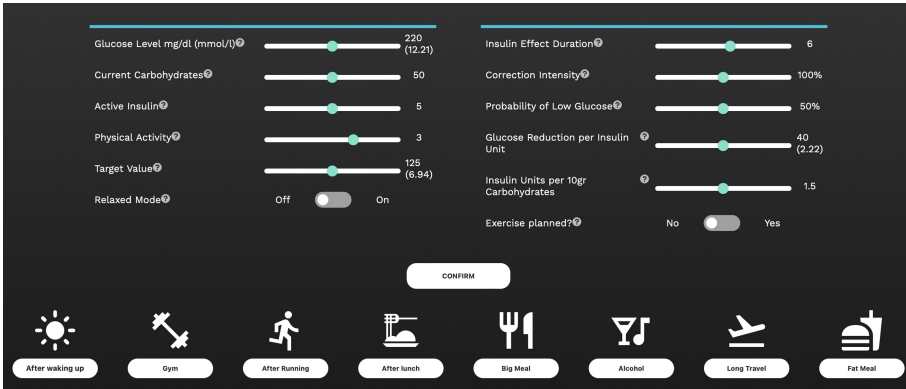 Glucose Level mg/dl (mmol/l)? 220
(12.21)
Current Carbohydrates? 50
Active Insulin? 5
Physical Activity? 3
Target Value? 125
(6.94)
Relaxed Mode? Off On
Insulin Effect Duration? 6
Correction Intensity? 100%
Probability of Low Glucose? 50%
Glucose Reduction per Insulin ? 40
Unit (2.22)
Insulin Units per 10gr ?
Carbohydrates 1.5
Exercise planned? ? No Yes
CONFIRM
After waking up
Gym
After Running
After lunch
Big Meal
Alcohol
Long Travel
Fat Meal